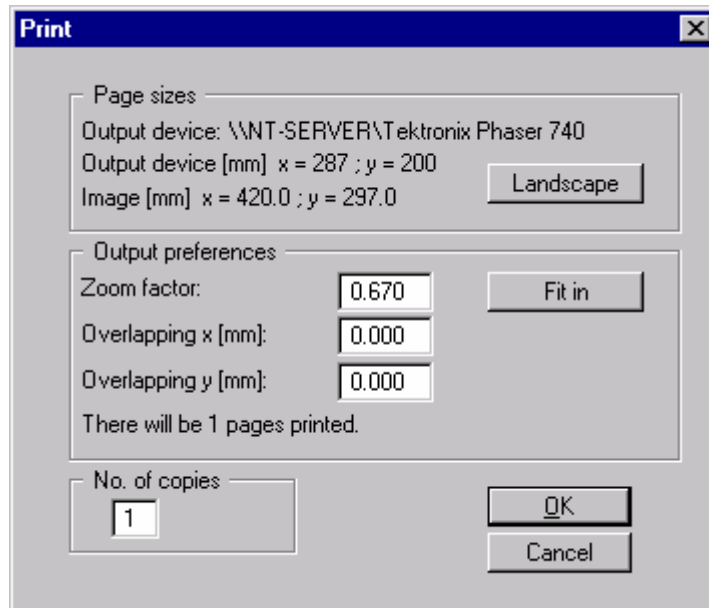 Print
Page sizes
Output device: \\NT-SERVER\Tektronix Phaser 740
Output device [mm] x = 287 ; y = 200
Image [mm] x = 420.0 ; y = 297.0
Landscape
Output preferences
Zoom factor: 0.670 Fit in
Overlapping x [mm]: 0.000
Overlapping y [mm]: 0.000
There will be 1 pages printed.
No. of copies
1
OK
Cancel